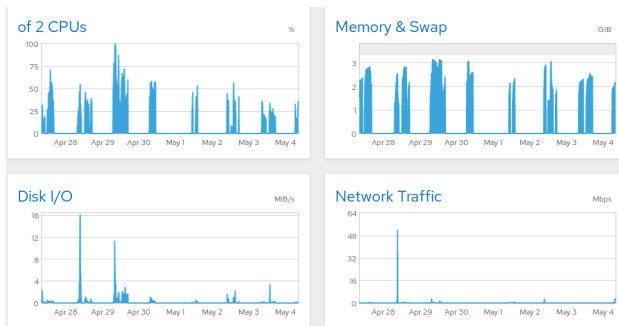 of 2 CPUs
%
100
75
50
25
0
Apr 28 Apr 29 Apr 30 May 1 May 2 May 3 May 4
Memory & Swap
GiB
3
2
1
0
Apr 28 Apr 29 Apr 30 May 1 May 2 May 3 May 4
Disk I/O
MiB/s
16
12
8
4
0
Apr 28 Apr 29 Apr 30 May 1 May 2 May 3 May 4
Network Traffic
Mbps
64
48
32
16
0
Apr 28 Apr 29 Apr 30 May 1 May 2 May 3 May 4